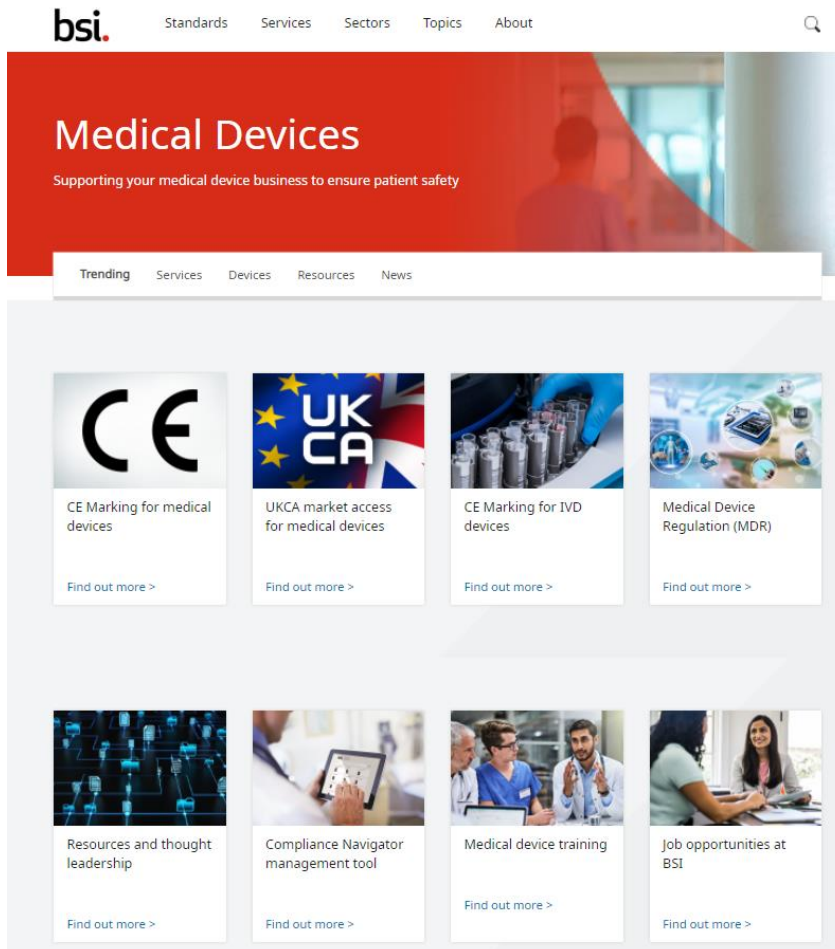 bsi.
Standards Services Sectors Topics About
Medical Devices
Supporting your medical device business to ensure patient safety
Trending Services Devices Resources News
CE
UK
CA
CE Marking for medical
devices
Find out more >
UKCA market access
for medical devices
Find out more >
CE Marking for IVD
devices
Find out more >
Medical Device
Regulation (MDR)
Find out more >
Resources and thought
leadership
Find out more >
Compliance Navigator
management tool
Find out more >
Medical device training
Find out more >
Job opportunities at
BSI
Find out more >